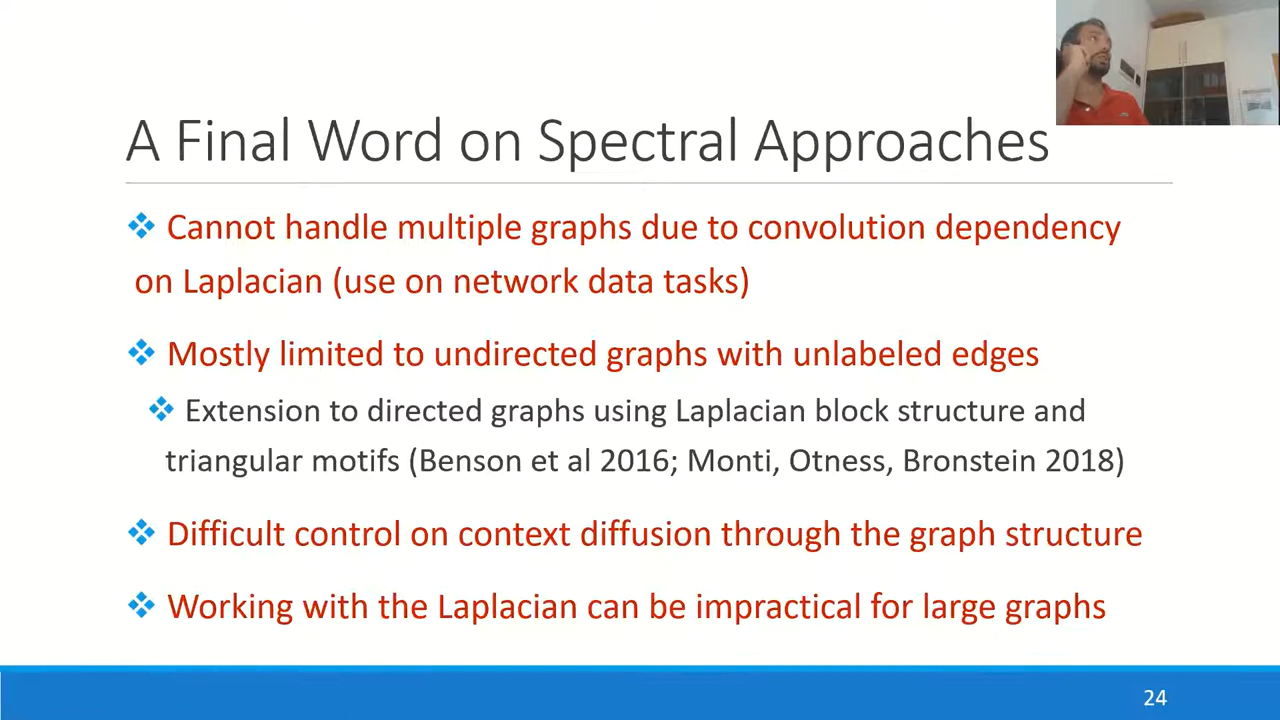 A Final Word on Spectral Approaches
Cannot handle multiple graphs due to convolution dependency
on Laplacian (use on network data tasks)
Mostly limited to undirected graphs with unlabeled edges
Extension to directed graphs using Laplacian block structure and
triangular motifs (Benson et al 2016; Monti, Otness, Bronstein 2018)
Difficult control on context diffusion through the graph structure
Working with the Laplacian can be impractical for large graphs
24